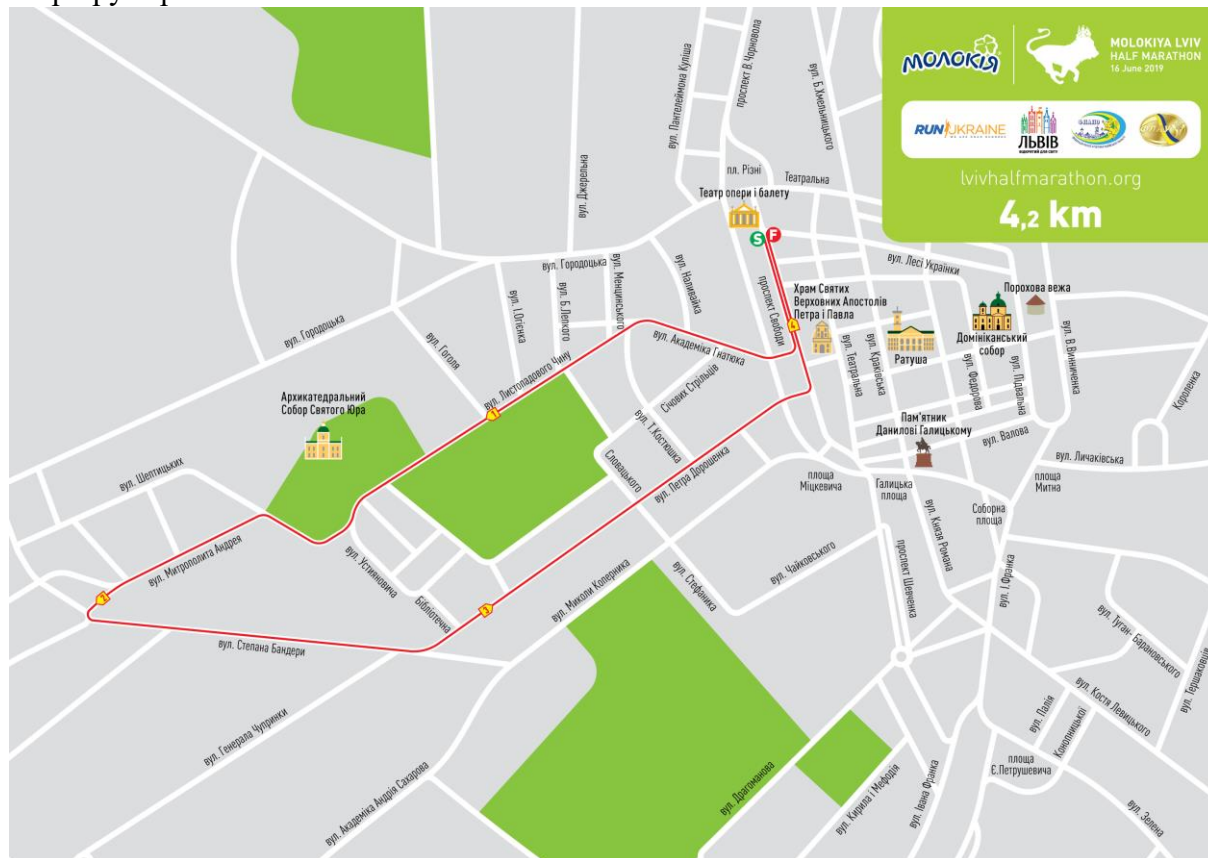 МОЛОКІЯ
MOLOKIYA LVIV
HALF MARATHON
16 June 2019
RUN UKRAINE
ЛЬВІВ
lvivhalfmarathon.org
4,2 km
вул. Пантелеймона Куліша
проспект В.Чорновола
вул. Б.Хмельницького
вул. Джерельна
пл. Різні
Театральна
Театр опери і балету
S
F
вул. Лесі Українки
вул. Городоцька
вул. Менцинського
вул. Наливайка
проспект Свободи
Храм Святих
Верховних Апостолів
Петра і Павла
Порохова вежа
вул. І.Огієнка
вул. Б.Лепкого
вул. Городоцька
вул. Гоголя
4
вул. Академіка Гнатюка
вул. Театральна
вул. Краківська
Ратуша
Домініканський
собор
вул. Федорова
вул. Підвальна
вул. В.Винниченка
Короленка
вул. Листопадового Чину
Січових Стрільців
Архикатедральний
Собор Святого Юра
1
вул. Т.Костюшка
Пам'ятник
Данилові Галицькому
вул. Валова
Словацького
вул. Петра Дорошенка
вул. Шептицьких
площа
Міцкевича
Галицька
площа
вул. Личаківська
площа
Митна
Соборна
площа
вул. Князя Романа
вул. Митрополита Андрея
вул. Устияновича
Бібліотечна
2
3
вул. Миколи Коперника
вул. Стефаника
вул. Чайковського
проспект Шевченка
вул. І.Франка
вул. Степана Бандери
вул. Туган- Барановського
вул. Тершаковців
вул. Костя Левицького
вул. Генерала Чупринки
вул. Палія
Конопницької
площа
Є.Петрушевича
вул. Академіка Андрія Сахарова
вул. Драгоманова
вул. Кирила і Мефодія
вул. Івана Франка
вул. Зелена